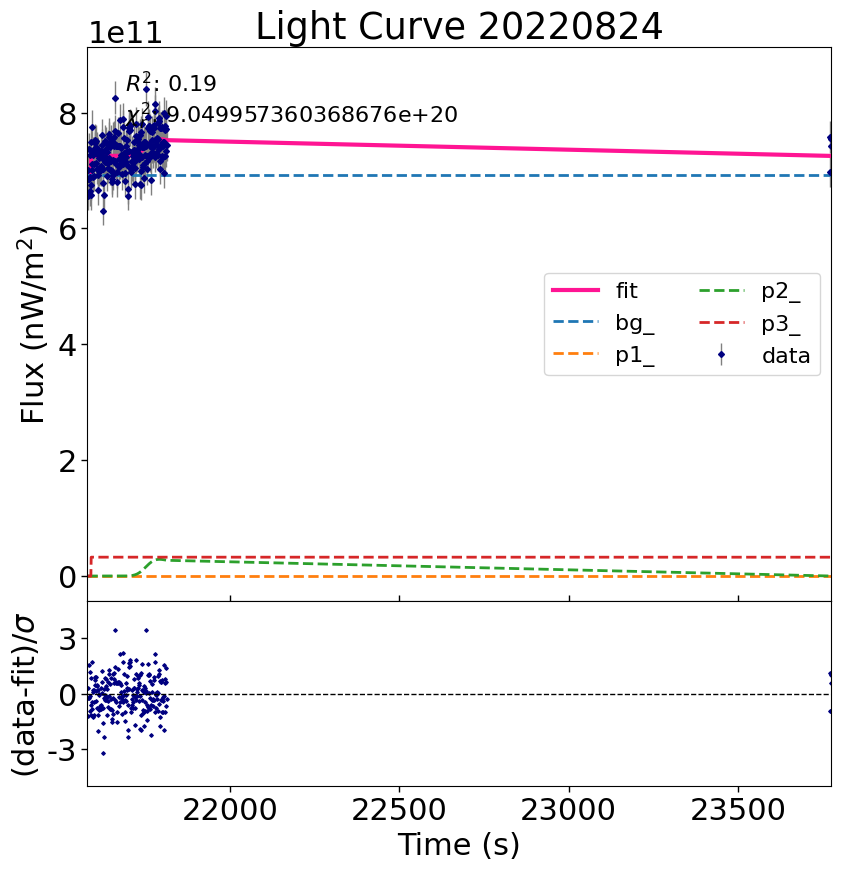 Light Curve 20220824
1e11
R²: 0.19
χ²: 9.049957360368676e+20
8
6
4
2
0
Flux (nW/m²)
fit
bg_
p1_
p2_
p3_
data
3
0
-3
(data-fit)/σ
22000
22500
23000
23500
Time (s)